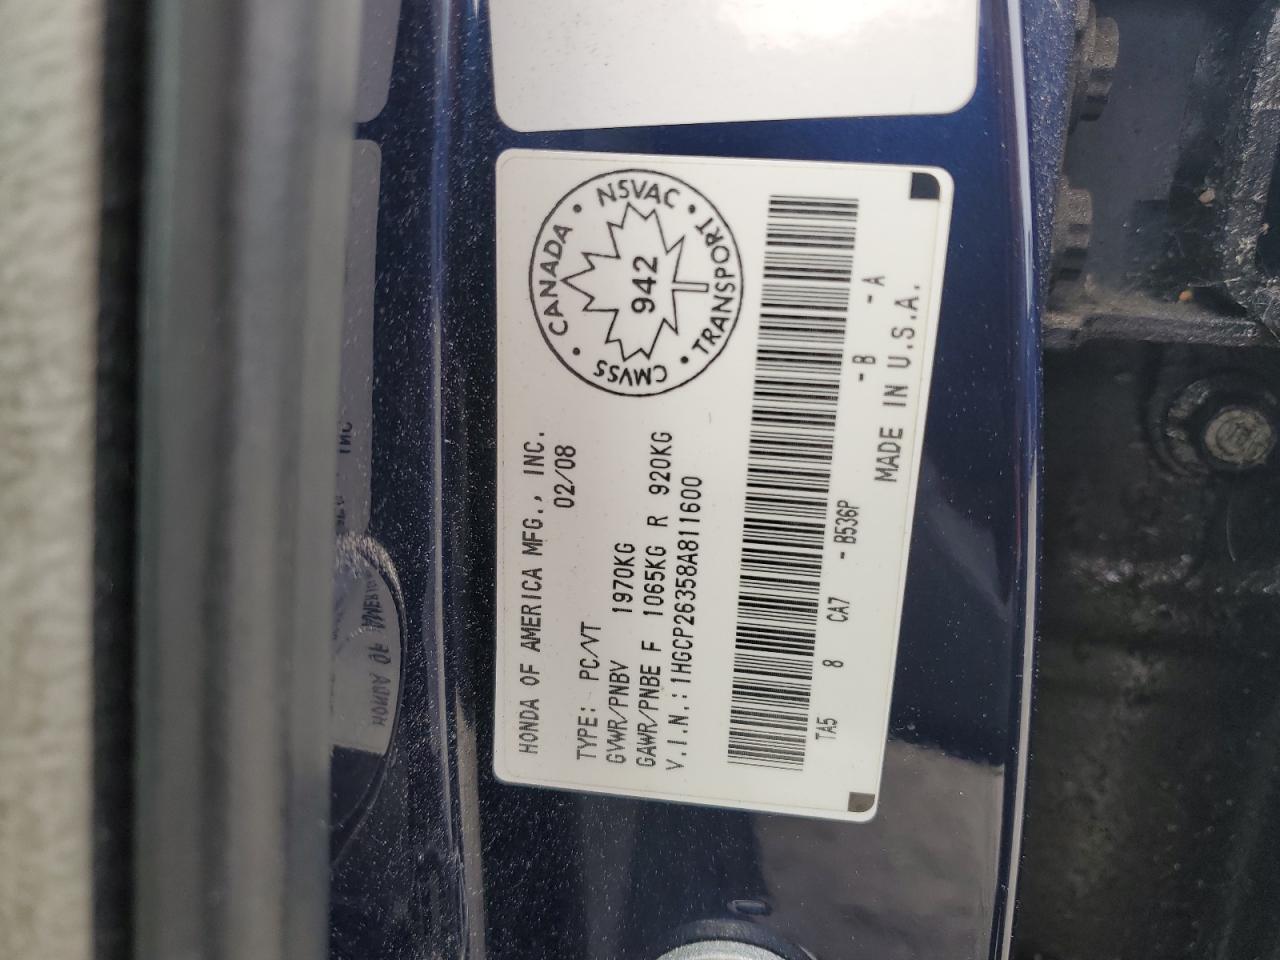 HONDA OF AMERICA MFG., INC.
02/08
TYPE: PC/VT
GVWR/PNBV 1970KG
GAWR/PNBE F 1065KG R 920KG
V.I.N.: 1HGCP26358A811600
CANADA • NSVAC • TRANSPORT • CMVSS •
942
TA5 8 CA7 - B536P - B - A
MADE IN U.S.A.